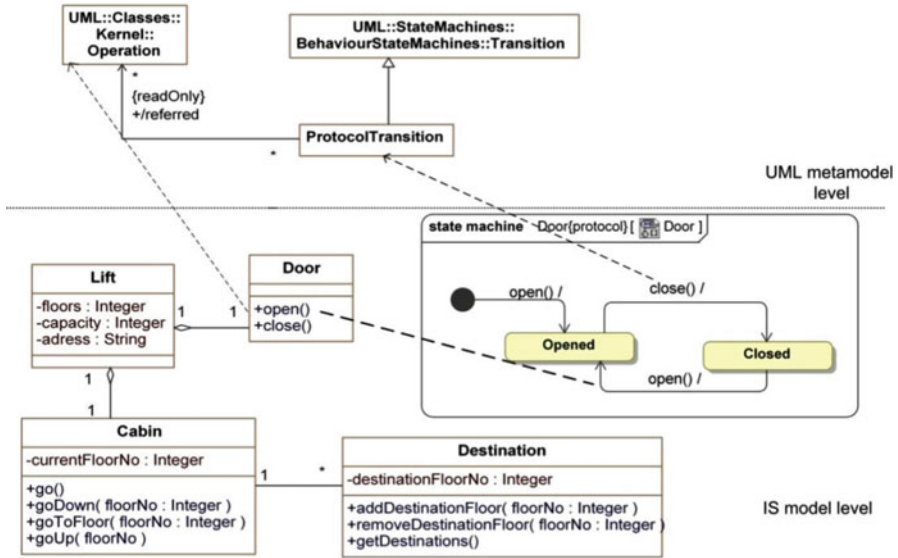 UML::Classes::
Kernel::
Operation
UML::StateMachines::
BehaviourStateMachines::Transition
*
{readOnly}
+/referred
*
ProtocolTransition
UML metamodel
level
state machine Door{protocol} [ Door ]
open() /
close() /
Opened
Closed
open() /
Lift
-floors : Integer
-capacity : Integer
-adress : String
1
1
Door
+open()
+close()
1
1
Cabin
-currentFloorNo : Integer
+go()
+goDown( floorNo : Integer )
+goToFloor( floorNo : Integer )
+goUp( floorNo )
1
*
Destination
-destinationFloorNo : Integer
+addDestinationFloor( floorNo : Integer )
+removeDestinationFloor( floorNo : Integer )
+getDestinations()
IS model level